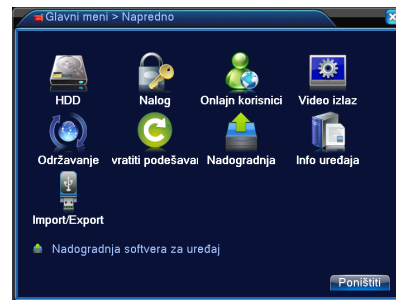 Glavni meni > Napredno
HDD Nalog Onlajn korisnici Video izlaz
Održavanje vratiti podešavai Nadogradnja Info uređaja
Import/Export
Nadogradnja softvera za uređaj
Poništiti